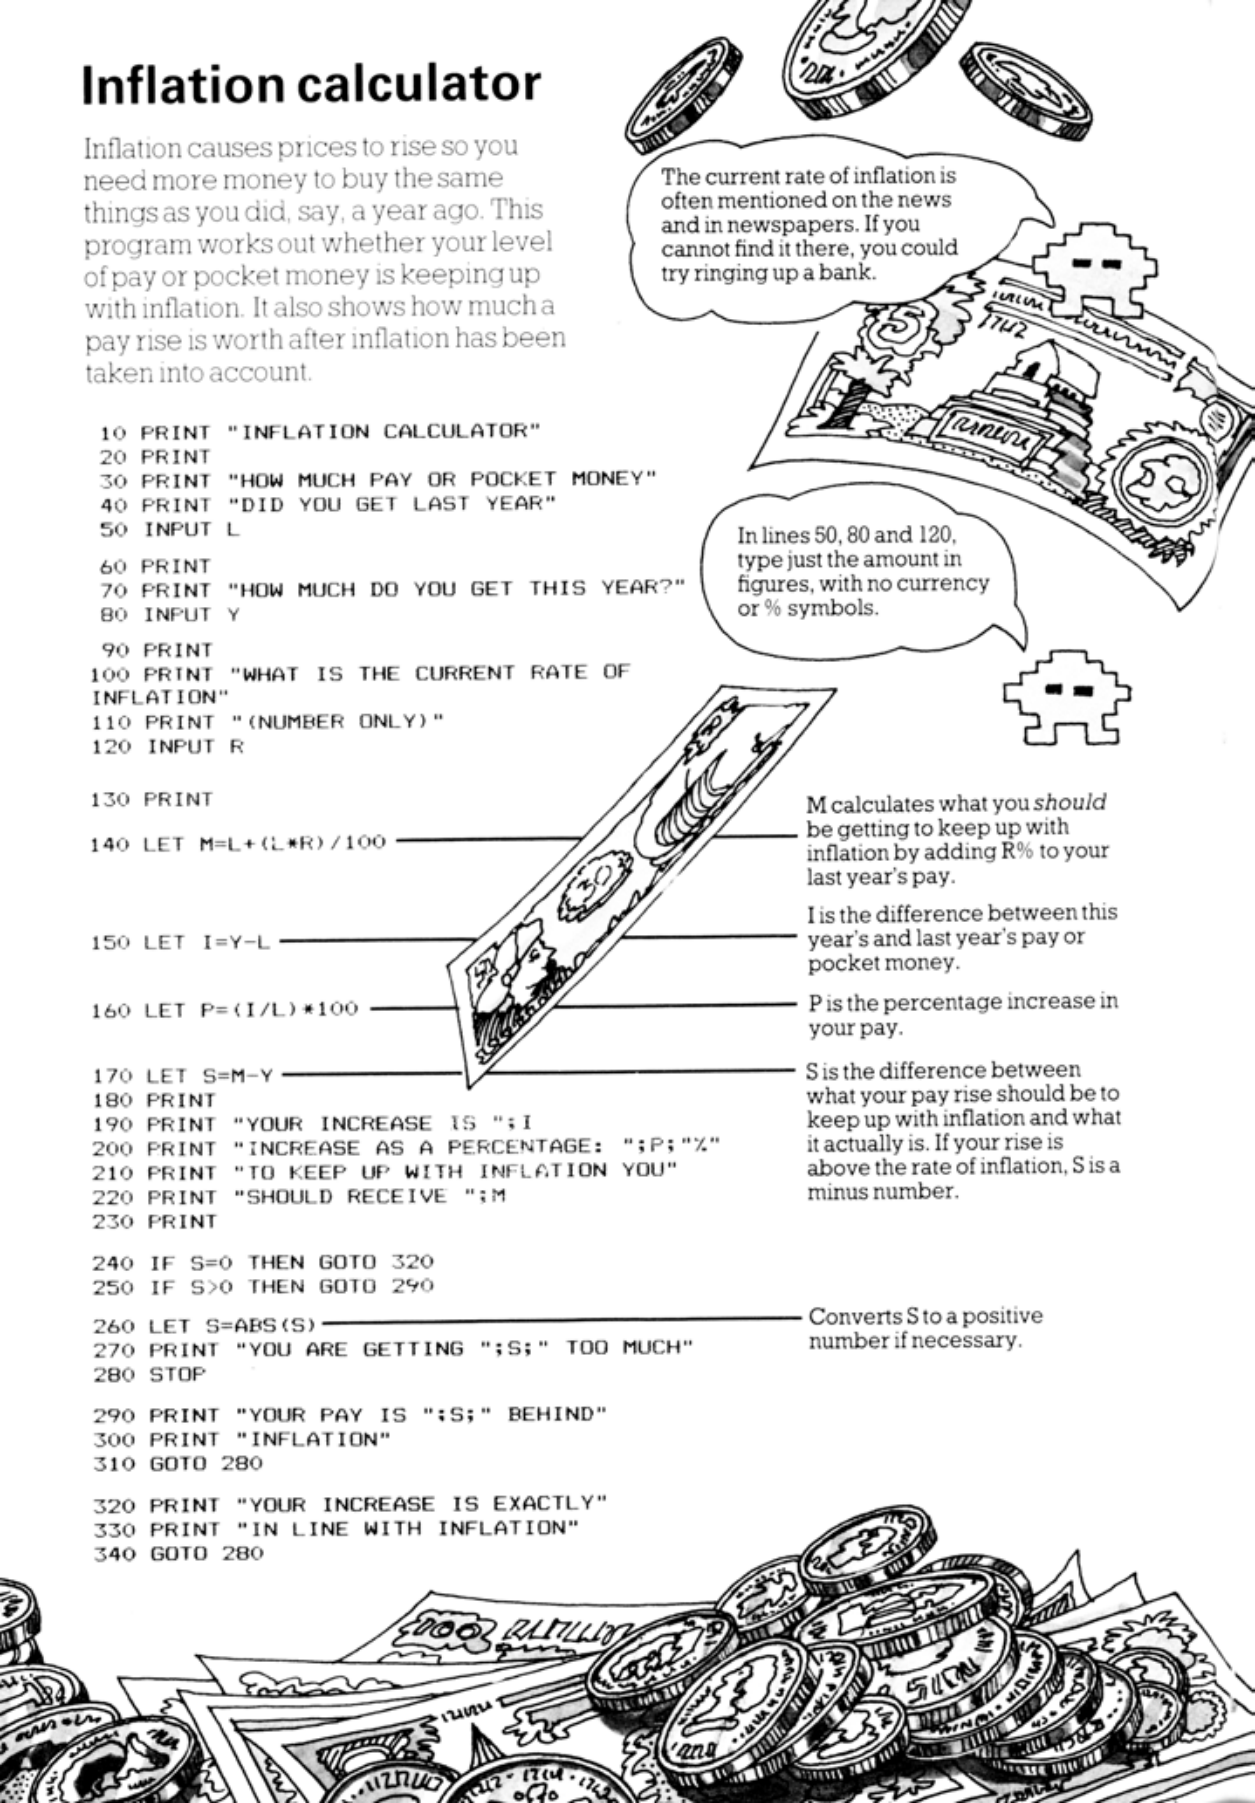 Inflation calculator
Inflation causes prices to rise so you
need more money to buy the same
things as you did, say, a year ago. This
program works out whether your level
of pay or pocket money is keeping up
with inflation. It also shows how much a
pay rise is worth after inflation has been
taken into account.
The current rate of inflation is
often mentioned on the news
and in newspapers. If you
cannot find it there, you could
try ringing up a bank.
10 PRINT "INFLATION CALCULATOR"
20 PRINT
30 PRINT "HOW MUCH PAY OR POCKET MONEY"
40 PRINT "DID YOU GET LAST YEAR"
50 INPUT L
60 PRINT
70 PRINT "HOW MUCH DO YOU GET THIS YEAR?"
80 INPUT Y
In lines 50, 80 and 120,
type just the amount in
figures, with no currency
or % symbols.
90 PRINT
100 PRINT "WHAT IS THE CURRENT RATE OF
INFLATION"
110 PRINT "(NUMBER ONLY)"
120 INPUT R
130 PRINT
140 LET M=L+(L*R)/100
M calculates what you should
be getting to keep up with
inflation by adding R% to your
last year's pay.
150 LET I=Y-L
I is the difference between this
year's and last year's pay or
pocket money.
160 LET P=(I/L)*100
P is the percentage increase in
your pay.
170 LET S=M-Y
S is the difference between
what your pay rise should be to
keep up with inflation and what
it actually is. If your rise is
above the rate of inflation, S is a
minus number.
180 PRINT
190 PRINT "YOUR INCREASE IS ";I
200 PRINT "INCREASE AS A PERCENTAGE: ";P;"%"
210 PRINT "TO KEEP UP WITH INFLATION YOU"
220 PRINT "SHOULD RECEIVE ";M
230 PRINT
240 IF S=0 THEN GOTO 320
250 IF S>0 THEN GOTO 290
260 LET S=ABS(S)
Converts S to a positive
number if necessary.
270 PRINT "YOU ARE GETTING ";S;" TOO MUCH"
280 STOP
290 PRINT "YOUR PAY IS ";S;" BEHIND"
300 PRINT "INFLATION"
310 GOTO 280
320 PRINT "YOUR INCREASE IS EXACTLY"
330 PRINT "IN LINE WITH INFLATION"
340 GOTO 280